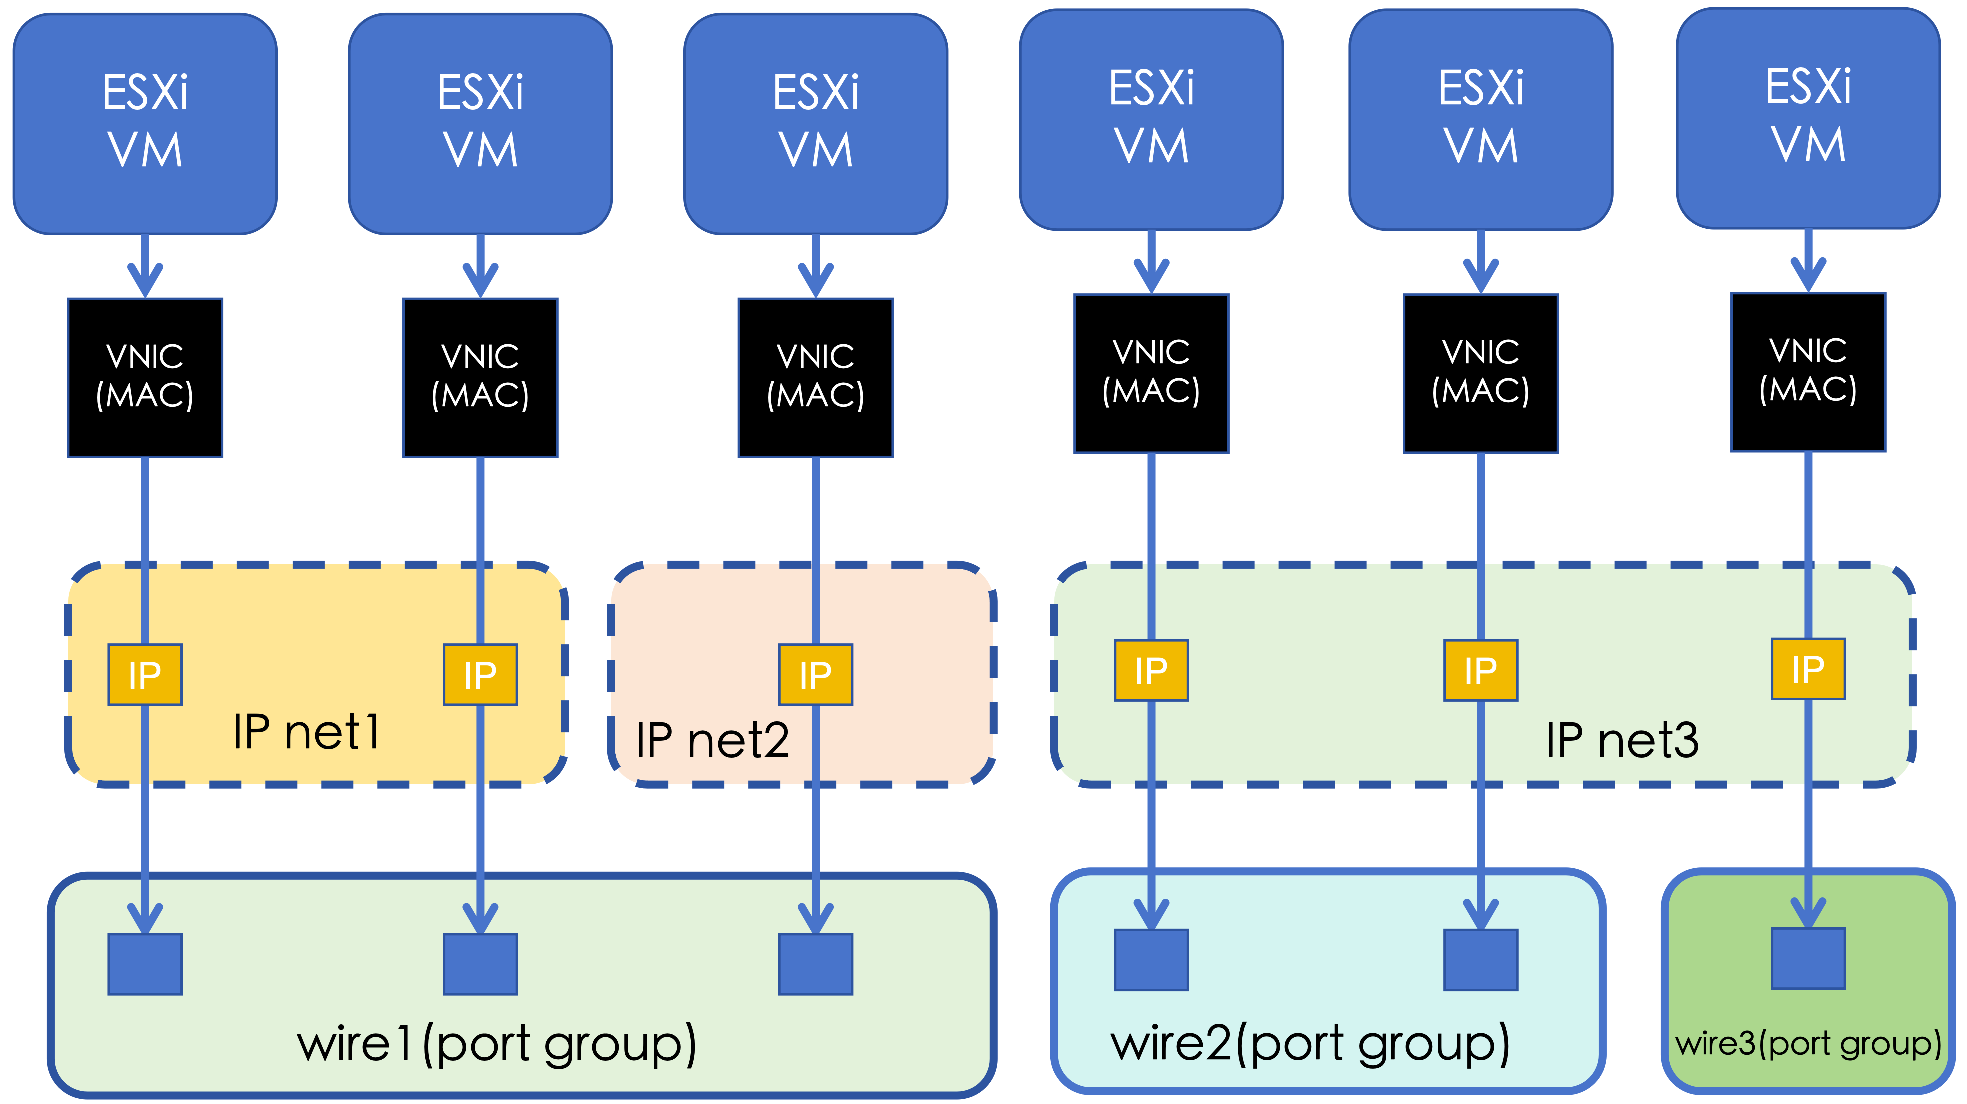 ESXi
VM
ESXi
VM
ESXi
VM
ESXi
VM
ESXi
VM
ESXi
VM
VNIC
(MAC)
VNIC
(MAC)
VNIC
(MAC)
VNIC
(MAC)
VNIC
(MAC)
VNIC
(MAC)
IP
IP
IP
IP
IP
IP
IP net1
IP net2
IP net3
wire1(port group)
wire2(port group)
wire3(port group)